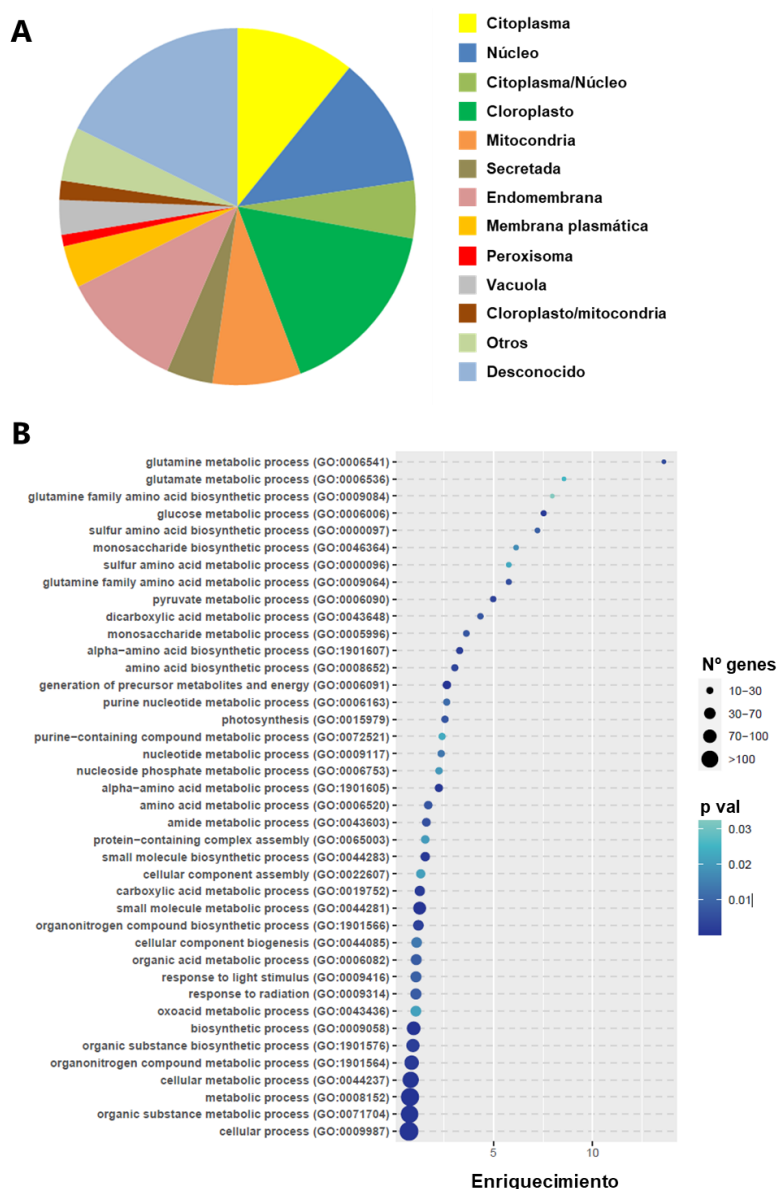 A
Citoplasma
Núcleo
Citoplasma/Núcleo
Cloroplasto
Mitocondria
Secretada
Endomembrana
Membrana plasmática
Peroxisoma
Vacuola
Cloroplasto/mitocondria
Otros
Desconocido
B
glutamine metabolic process (GO:0006541)
glutamate metabolic process (GO:0006536)
glutamine family amino acid biosynthetic process (GO:0009084)
glucose metabolic process (GO:0006006)
sulfur amino acid biosynthetic process (GO:0000097)
monosaccharide biosynthetic process (GO:0046364)
sulfur amino acid metabolic process (GO:0000096)
glutamine family amino acid metabolic process (GO:0009064)
pyruvate metabolic process (GO:0006090)
dicarboxylic acid metabolic process (GO:0043648)
monosaccharide metabolic process (GO:0005996)
alpha-amino acid biosynthetic process (GO:1901607)
amino acid biosynthetic process (GO:0008652)
generation of precursor metabolites and energy (GO:0006091)
purine nucleotide metabolic process (GO:0006163)
photosynthesis (GO:0015979)
purine-containing compound metabolic process (GO:0072521)
nucleotide metabolic process (GO:0009117)
nucleoside phosphate metabolic process (GO:0006753)
alpha-amino acid metabolic process (GO:1901605)
amino acid metabolic process (GO:0006520)
amide metabolic process (GO:0043603)
protein-containing complex assembly (GO:0065003)
small molecule biosynthetic process (GO:0044283)
cellular component assembly (GO:0022607)
carboxylic acid metabolic process (GO:0019752)
small molecule metabolic process (GO:0044281)
organonitrogen compound biosynthetic process (GO:1901566)
cellular component biogenesis (GO:0044085)
organic acid metabolic process (GO:0006082)
response to light stimulus (GO:0009416)
response to radiation (GO:0009314)
oxoacid metabolic process (GO:0043436)
biosynthetic process (GO:0009058)
organic substance biosynthetic process (GO:1901576)
organonitrogen compound metabolic process (GO:1901564)
cellular metabolic process (GO:0044237)
metabolic process (GO:0008152)
organic substance metabolic process (GO:0071704)
cellular process (GO:0009987)
5 10
Enriquecimiento
Nº genes
10–30
30–70
70–100
>100
p val
0.03
0.02
0.01